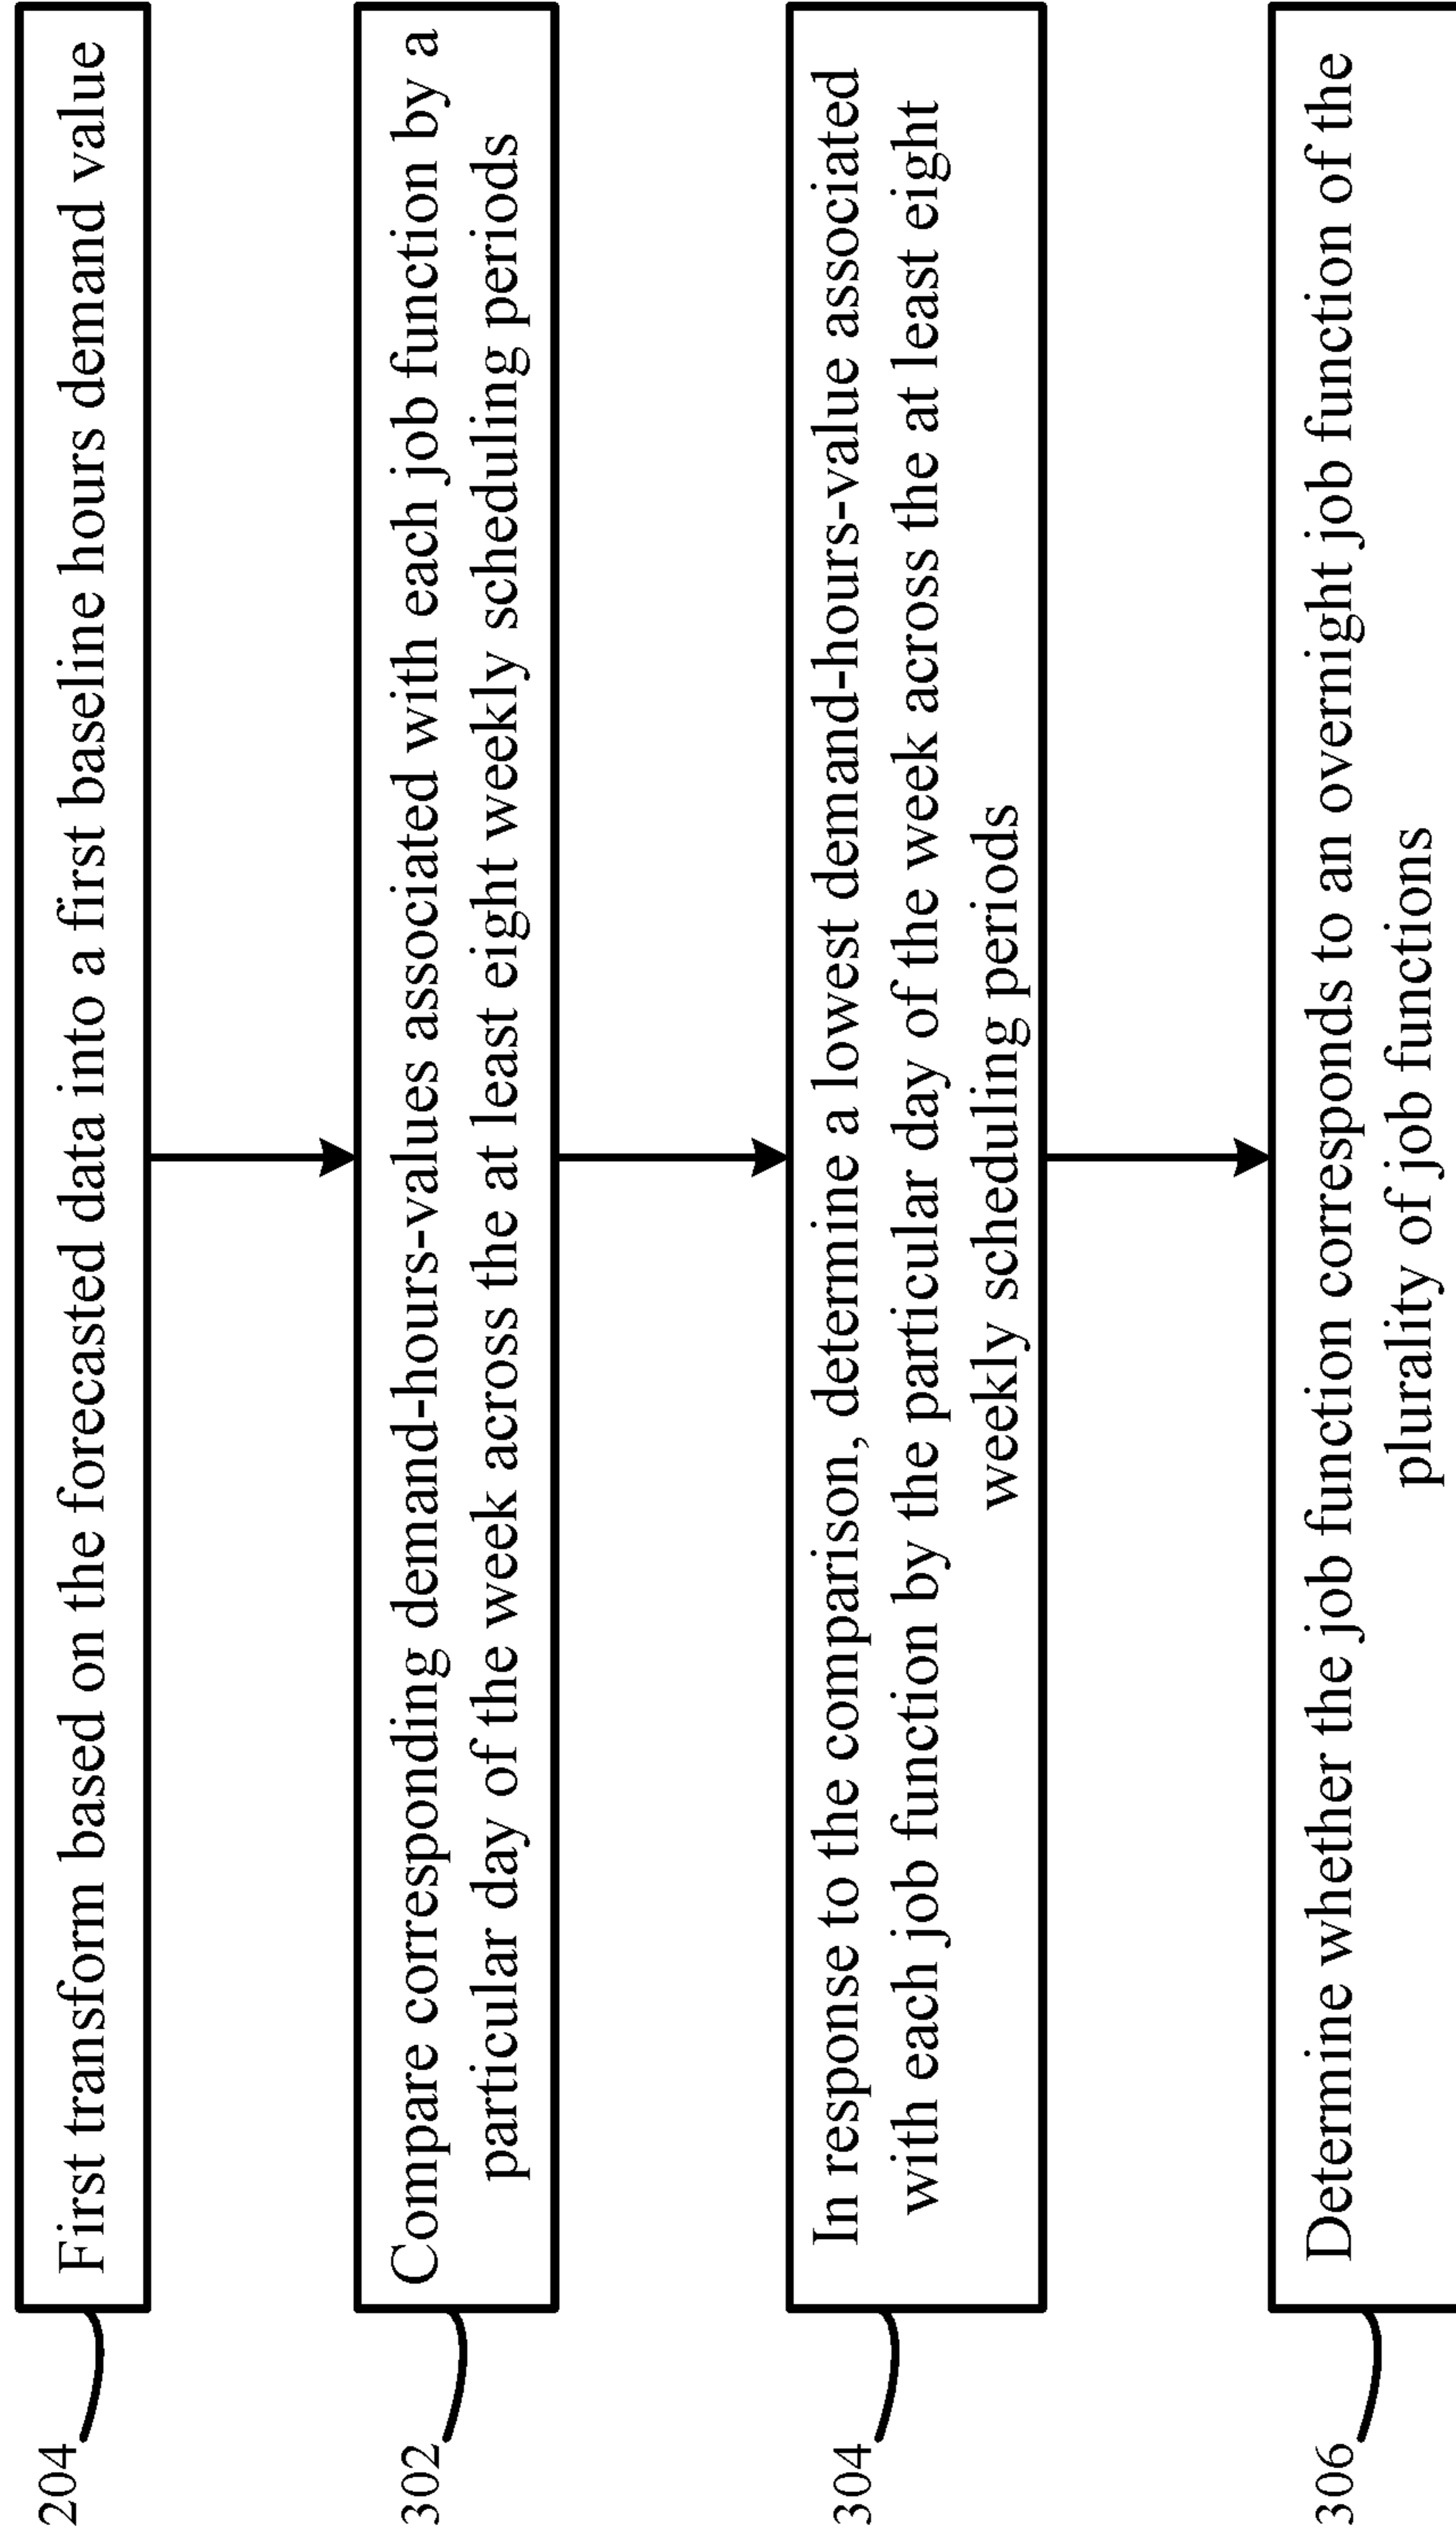 204
First transform based on the forecasted data into a first baseline hours demand value
302
Compare corresponding demand-hours-values associated with each job function by a
particular day of the week across the at least eight weekly scheduling periods
304
In response to the comparison, determine a lowest demand-hours-value associated
with each job function by the particular day of the week across the at least eight
weekly scheduling periods
306
Determine whether the job function corresponds to an overnight job function of the
plurality of job functions